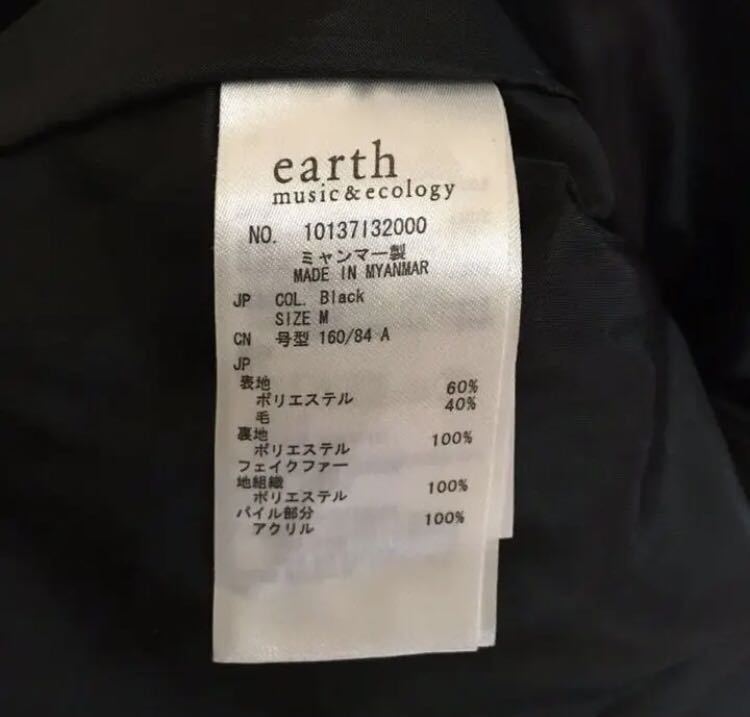 earth
music&ecology
NO. 10137132000
ミャンマー製
MADE IN MYANMAR
JP COL. Black
SIZE M
CN 号型 160/84 A
JP
表地
ポリエステル 60%
毛 40%
裏地
ポリエステル 100%
フェイクファー
地組織
ポリエステル 100%
パイル部分
アクリル 100%